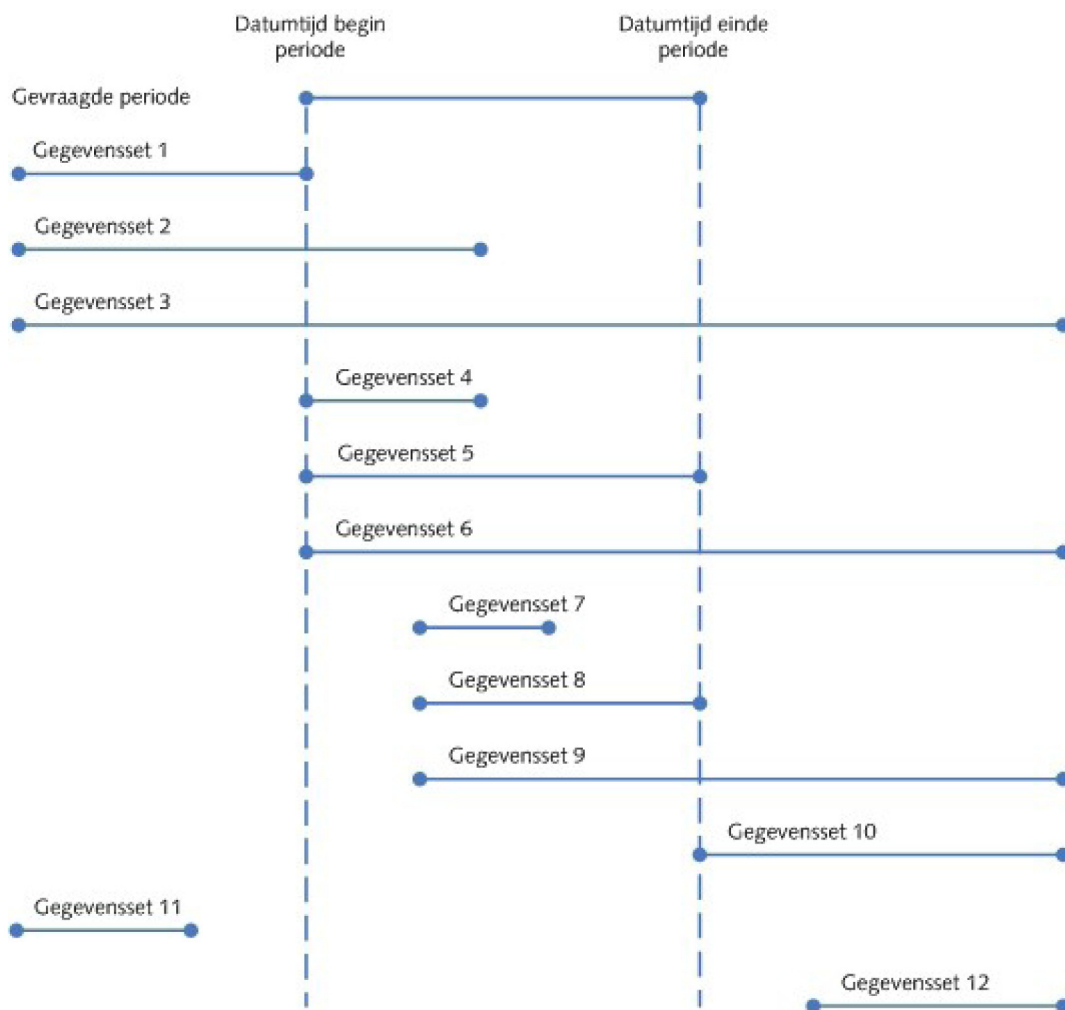 Datumtijd begin
periode
Datumtijd einde
periode
Gevraagde periode
Gegevensset 1
Gegevensset 2
Gegevensset 3
Gegevensset 4
Gegevensset 5
Gegevensset 6
Gegevensset 7
Gegevensset 8
Gegevensset 9
Gegevensset 10
Gegevensset 11
Gegevensset 12